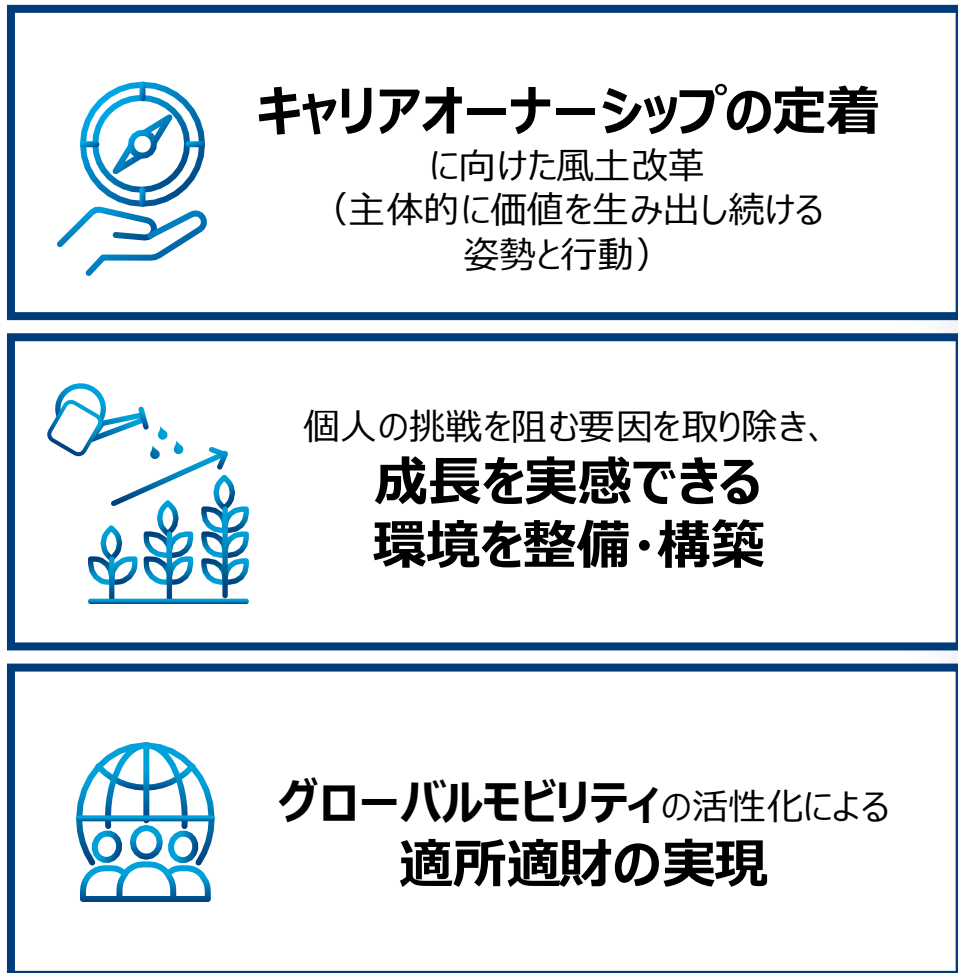 キャリアオーナーシップの定着
に向けた風土改革
（主体的に価値を生み出し続ける
姿勢と行動）
個人の挑戦を阻む要因を取り除き、
成長を実感できる
環境を整備・構築
グローバルモビリティの活性化による
適所適財の実現